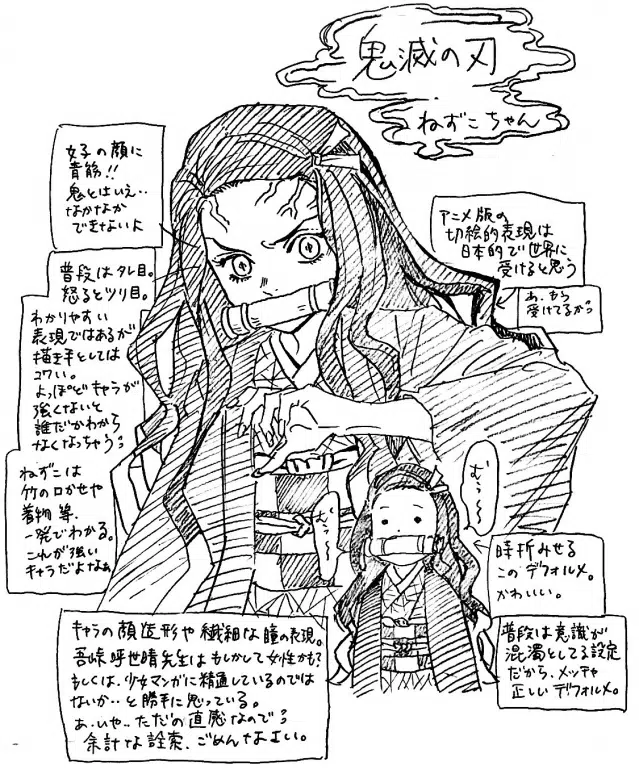 鬼滅の刃
ねずこちゃん
女子の顔に
青筋!!
鬼とはいえ‥
なかなか
できないよ
普段はタレ目。
怒るとツリ目。
わかりやすい
表現ではあるが
描き手としては
コワい。
よっぽどキャラが
強くないと
誰だかわから
なくなっちゃう
ねずこは
竹の口かせや
着物等、
一発でわかる。
これが強い
キャラだよなぁ
アニメ版の
切絵的表現は
日本的で世界に
受けると思う
あ、もう
受けてるか
むぅ〜
むぅ〜
時折みせる
このデフォルメ。
かわいい。
普段は意識が
混濁としてる設定
だから、メッチャ
正しいデフォルメ。
キャラの顔造形や繊細な瞳の表現。
吾峠呼世晴先生はもしかして女性かも?
もしくは、少女マンガに精通しているのでは
ないか‥と勝手に思っている。
あ、いや、ただの直感なので
余計な詮索、ごめんなさい。